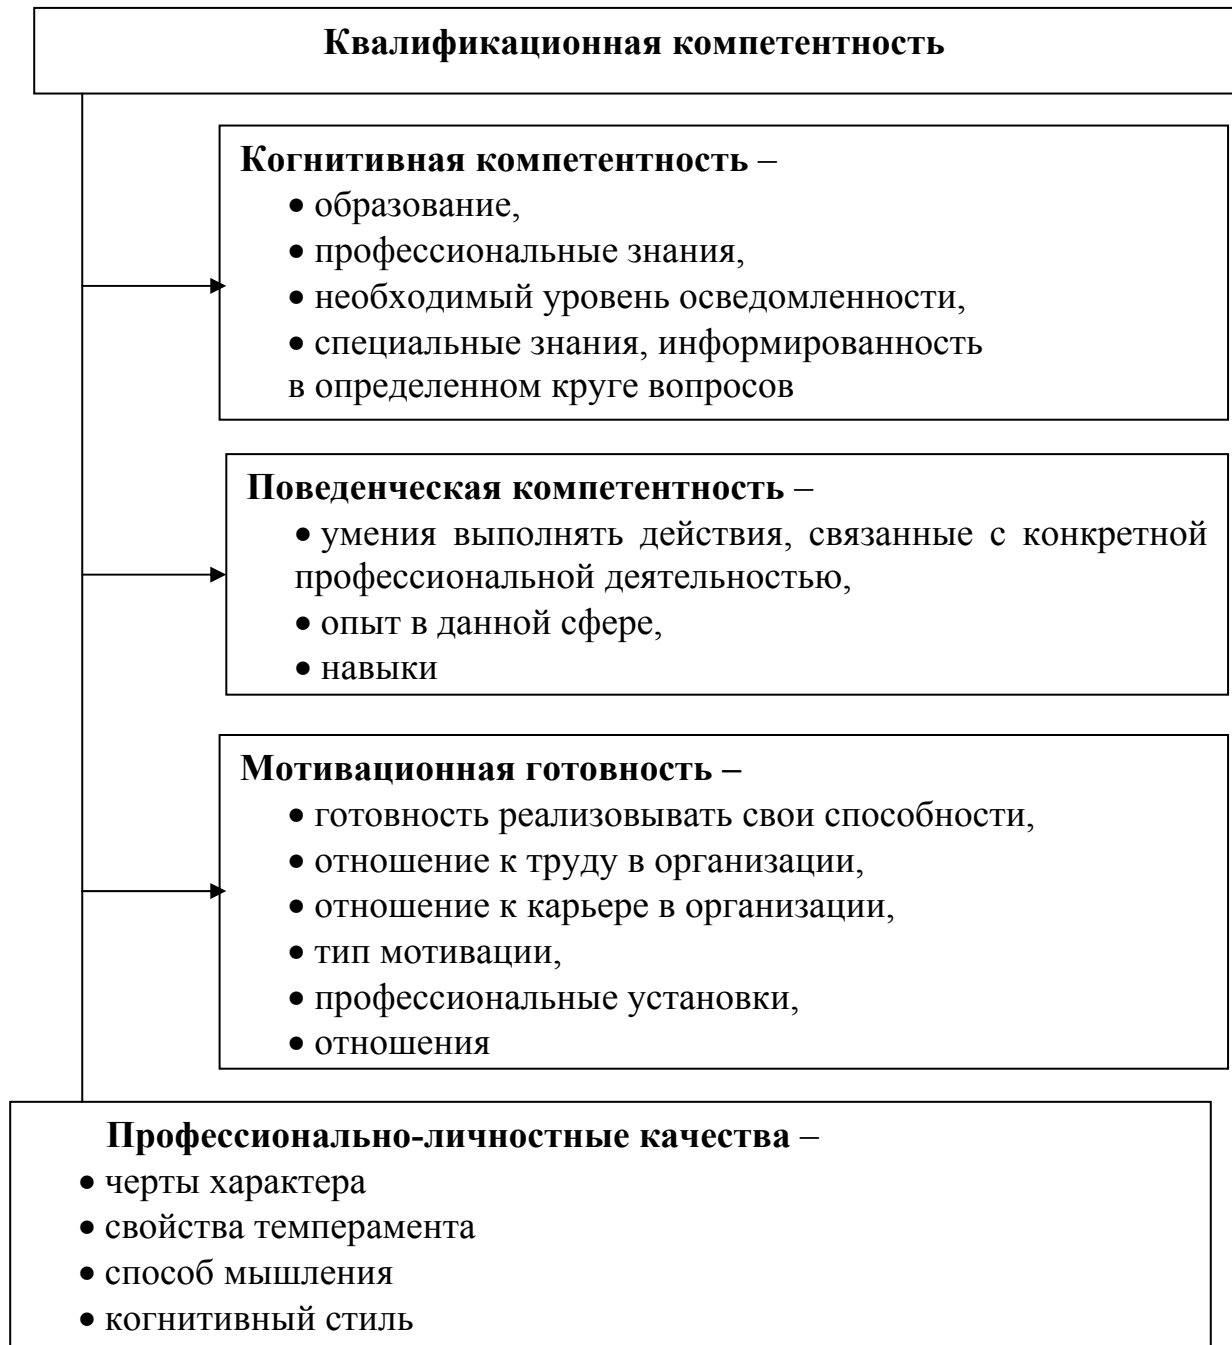 Квалификационная компетентность
Когнитивная компетентность –
• образование,
• профессиональные знания,
• необходимый уровень осведомленности,
• специальные знания, информированность
в определенном круге вопросов
Поведенческая компетентность –
• умения выполнять действия, связанные с конкретной
профессиональной деятельностью,
• опыт в данной сфере,
• навыки
Мотивационная готовность –
• готовность реализовывать свои способности,
• отношение к труду в организации,
• отношение к карьере в организации,
• тип мотивации,
• профессиональные установки,
• отношения
Профессионально-личностные качества –
• черты характера
• свойства темперамента
• способ мышления
• когнитивный стиль